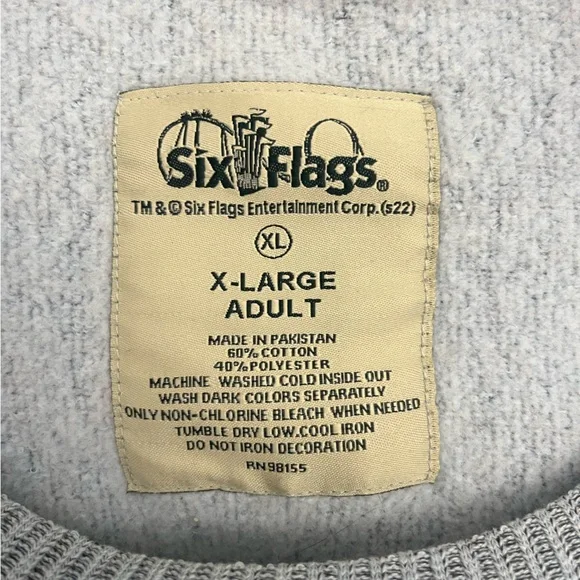 Six Flags®
TM & © Six Flags Entertainment Corp. (s22)
XL
X-LARGE
ADULT
MADE IN PAKISTAN
60% COTTON
40% POLYESTER
MACHINE WASHED COLD INSIDE OUT
WASH DARK COLORS SEPARATELY
ONLY NON-CHLORINE BLEACH WHEN NEEDED
TUMBLE DRY LOW.COOL IRON
DO NOT IRON DECORATION
RN 98155